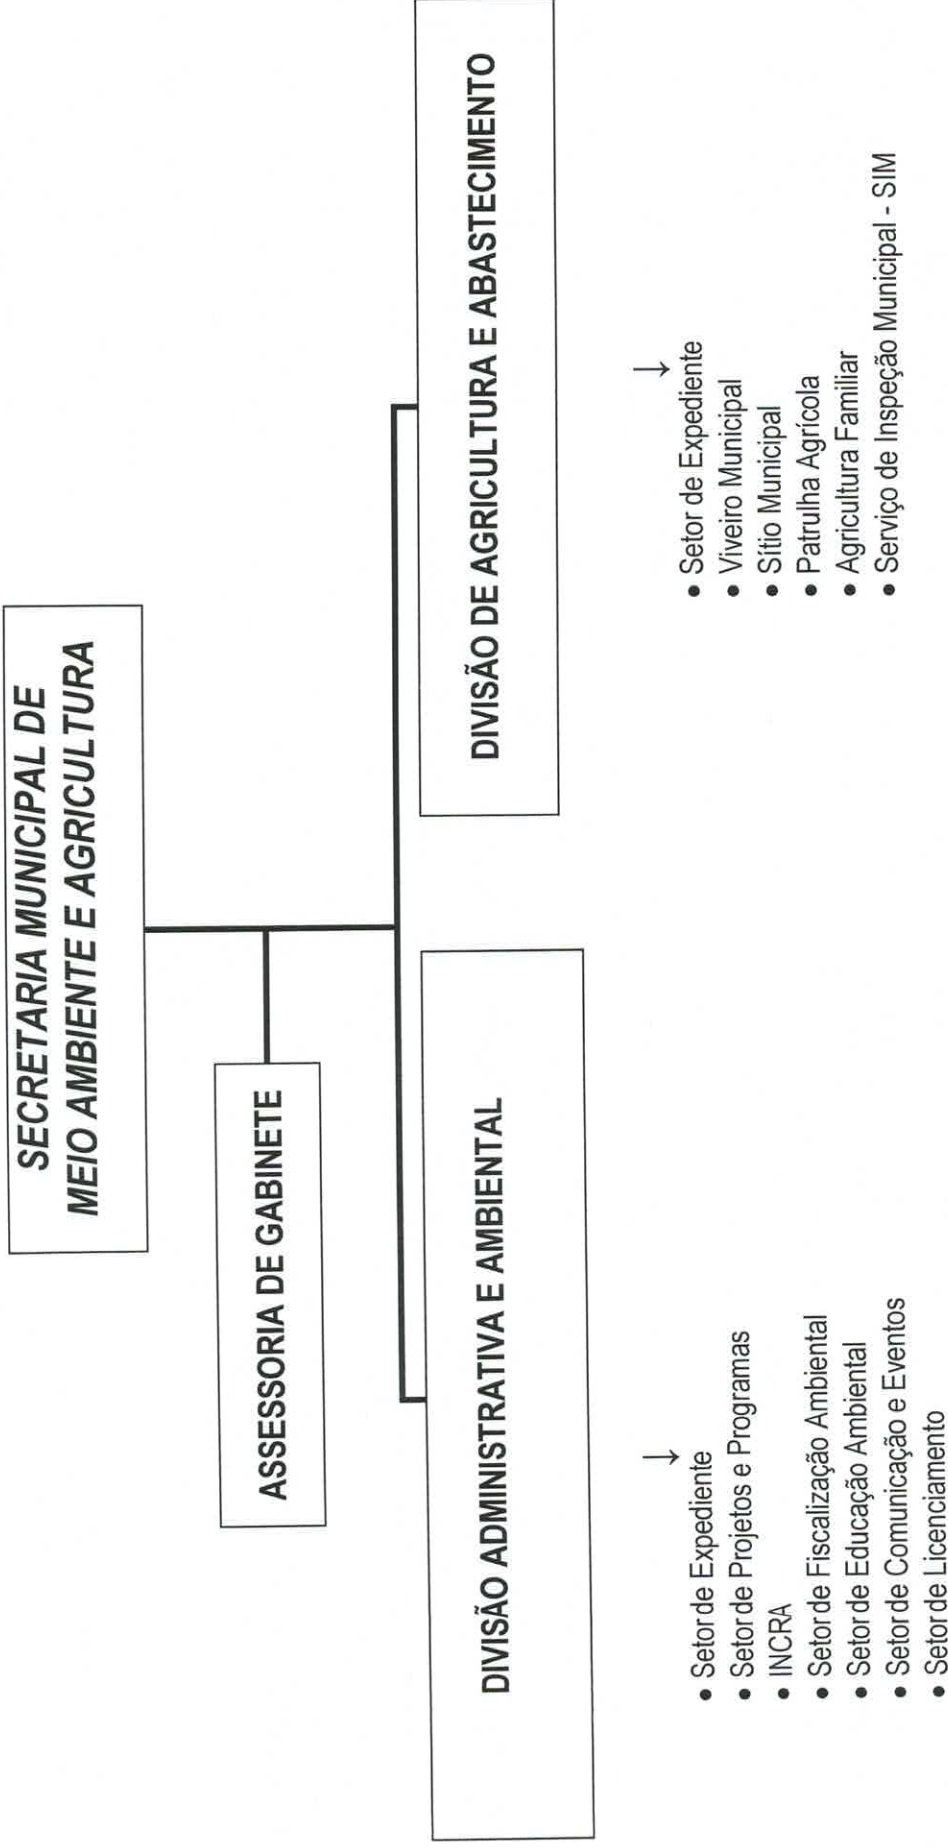 SECRETARIA MUNICIPAL DE
MEIO AMBIENTE E AGRICULTURA
ASSESSORIA DE GABINETE
DIVISÃO ADMINISTRATIVA E AMBIENTAL
↓
• Setor de Expediente
• Setor de Projetos e Programas
• INCRA
• Setor de Fiscalização Ambiental
• Setor de Educação Ambiental
• Setor de Comunicação e Eventos
• Setor de Licenciamento
DIVISÃO DE AGRICULTURA E ABASTECIMENTO
↓
• Setor de Expediente
• Viveiro Municipal
• Sítio Municipal
• Patrulha Agrícola
• Agricultura Familiar
• Serviço de Inspeção Municipal - SIM